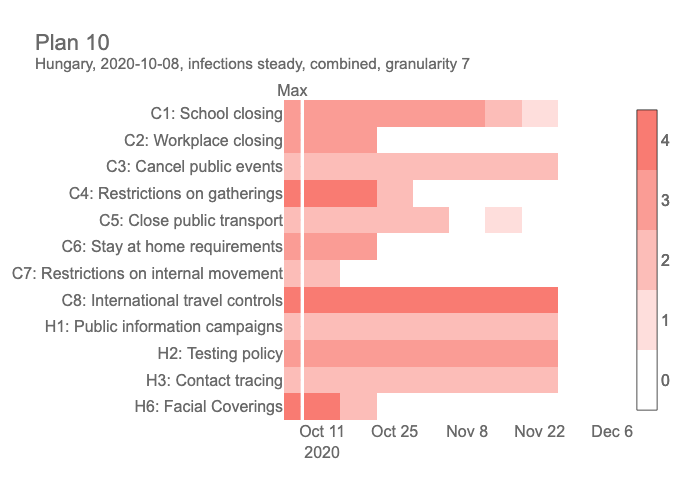 Plan 10
Hungary, 2020-10-08, infections steady, combined, granularity 7
Max
C1: School closing
C2: Workplace closing
C3: Cancel public events
C4: Restrictions on gatherings
C5: Close public transport
C6: Stay at home requirements
C7: Restrictions on internal movement
C8: International travel controls
H1: Public information campaigns
H2: Testing policy
H3: Contact tracing
H6: Facial Coverings
Oct 11 Oct 25 Nov 8 Nov 22 Dec 6
2020
4
3
2
1
0